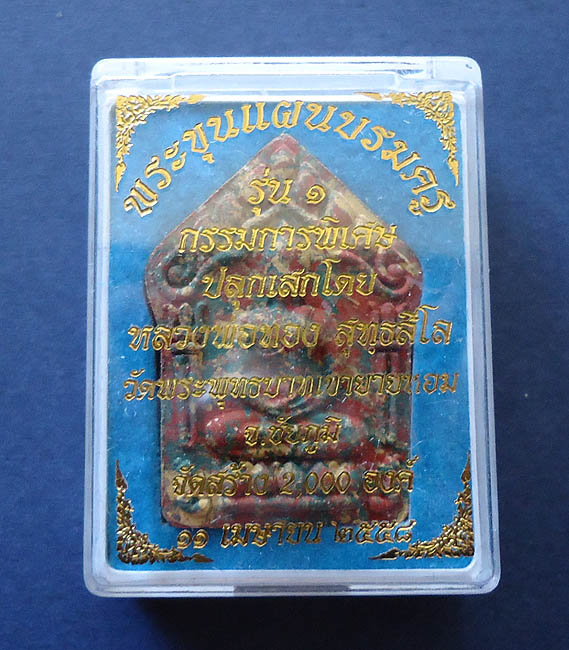 พระขุนแผนบรมครู
รุ่น ๑
กรรมการพิเศษ
ปลุกเสกโดย
หลวงพ่อทอง สุทธสีโล
วัดพระพุทธบาทเขายายหอม
จ.ชัยภูมิ
จัดสร้าง 2,000 องค์
๑๑ เมษายน ๒๕๕๘